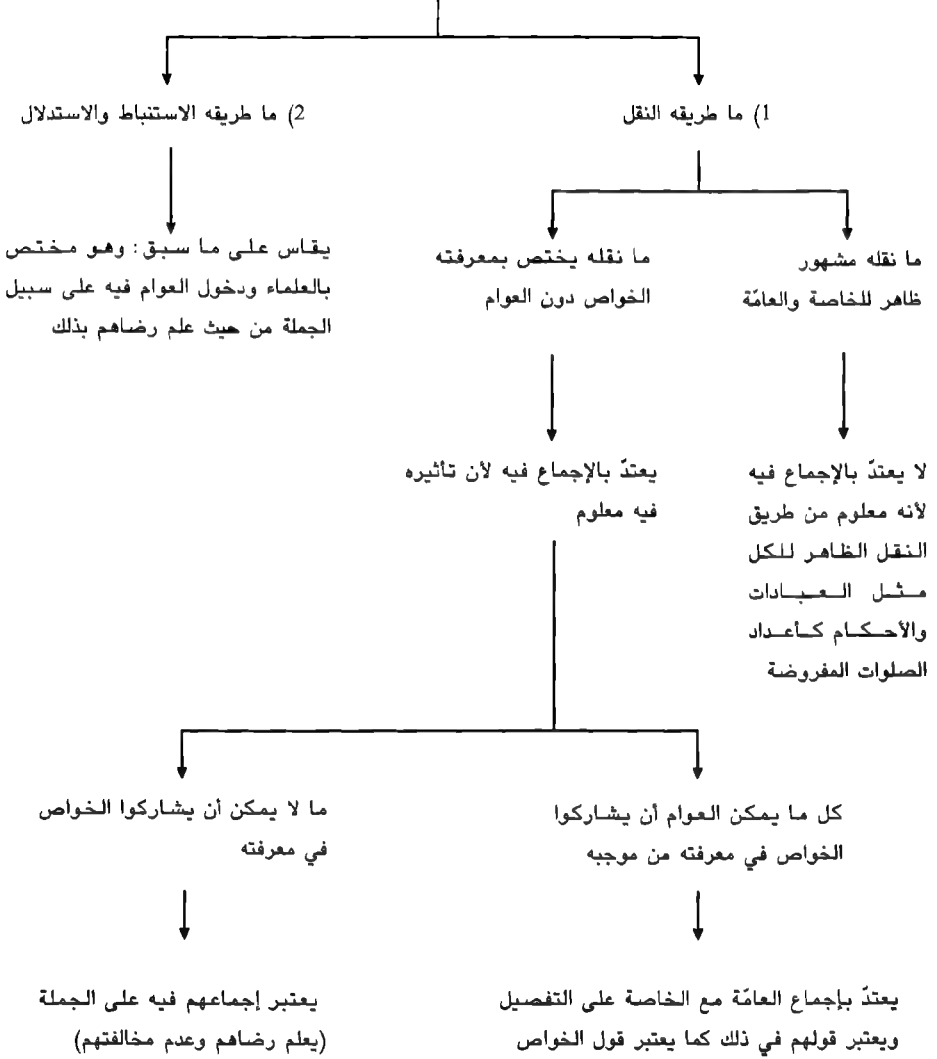 1) ما طريقه النقل
2) ما طريقه الاستنباط والاستدلال
ما نقله مشهور
ظاهر للخاصة والعامّة
ما نقله يختص بمعرفته
الخواص دون العوام
يقاس على ما سبق: وهو مختص
بالعلماء ودخول العوام فيه على سبيل
الجملة من حيث علم رضاهم بذلك
لا يعتدّ بالإجماع فيه
لأنه معلوم من طريق
النقل الظاهر للكل
مثل العبادات
والأحكام كأعداد
الصلوات المفروضة
يعتدّ بالإجماع فيه لأن تأثيره
فيه معلوم
كل ما يمكن العوام أن يشاركوا
الخواص في معرفته من موجبه
ما لا يمكن أن يشاركوا الخواص
في معرفته
يعتدّ بإجماع العامّة مع الخاصة على التفصيل
ويعتبر قولهم في ذلك كما يعتبر قول الخواص
يعتبر إجماعهم فيه على الجملة
(يعلم رضاهم وعدم مخالفتهم)